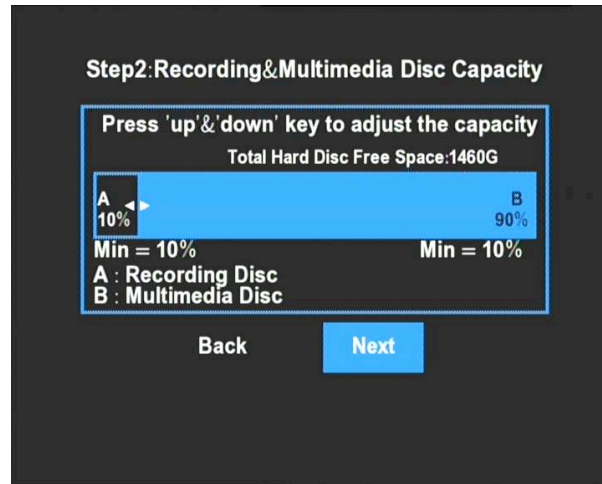 Step2:Recording&Multimedia Disc Capacity
Press 'up'&'down' key to adjust the capacity
Total Hard Disc Free Space:1460G
A B
10% 90%
Min = 10% Min = 10%
A : Recording Disc
B : Multimedia Disc
Back Next